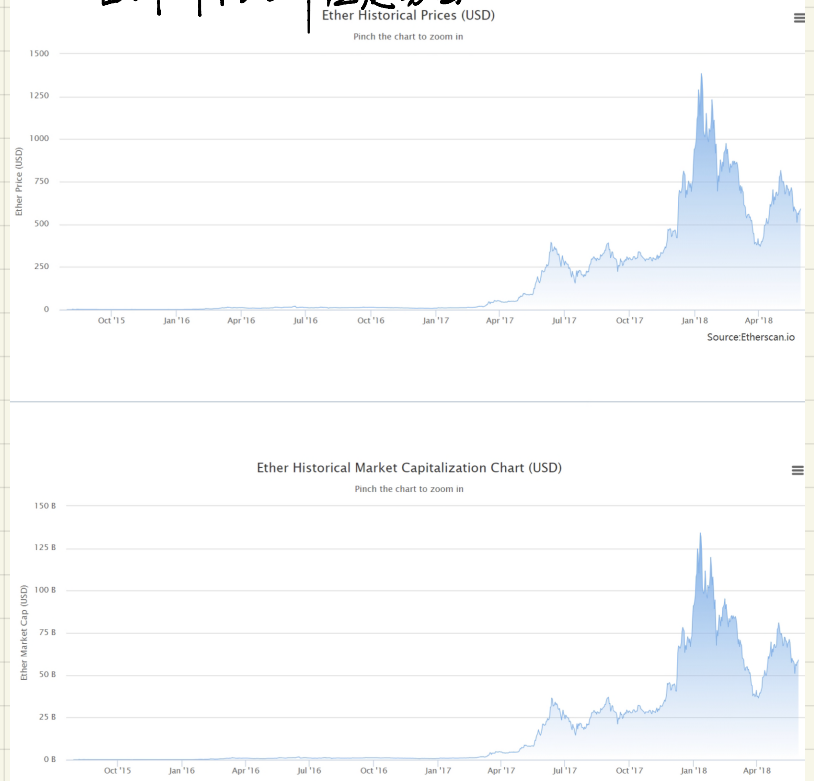 Ether Historical Prices (USD)
Pinch the chart to zoom in
Ether Price (USD)
1500
1250
1000
750
500
250
0
Oct '15 Jan '16 Apr '16 Jul '16 Oct '16 Jan '17 Apr '17 Jul '17 Oct '17 Jan '18 Apr '18
Source:Etherscan.io
Ether Historical Market Capitalization Chart (USD)
Pinch the chart to zoom in
Ether Market Cap (USD)
150 B
125 B
100 B
75 B
50 B
25 B
0 B
Oct '15 Jan '16 Apr '16 Jul '16 Oct '16 Jan '17 Apr '17 Jul '17 Oct '17 Jan '18 Apr '18